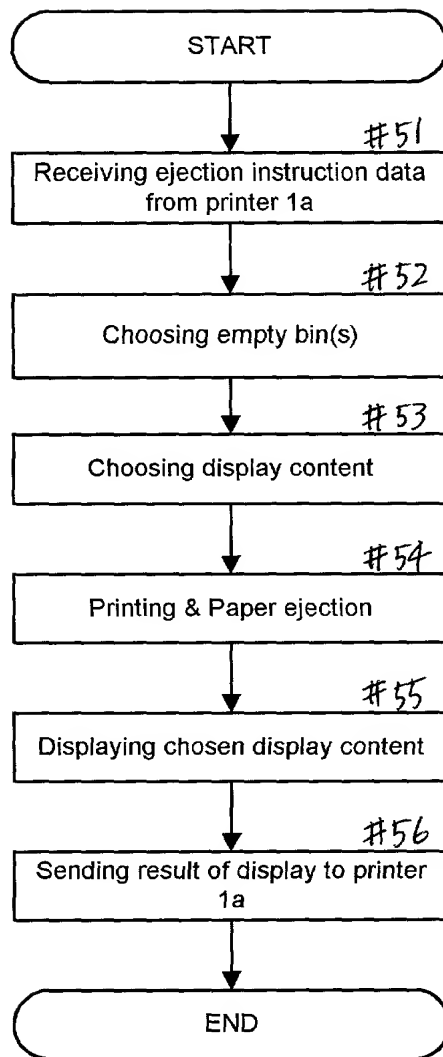 START
#51
Receiving ejection instruction data
from printer 1a
#52
Choosing empty bin(s)
#53
Choosing display content
#54
Printing & Paper ejection
#55
Displaying chosen display content
#56
Sending result of display to printer
1a
END